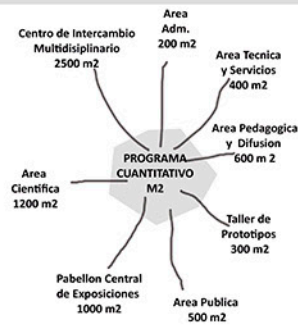 Centro de Intercambio
Multidisiplinario
2500 m2
Area
Adm.
200 m2
Area Tecnica
y Servicios
400 m2
Area Pedagogica
y Difusion
600 m 2
PROGRAMA
CUANTITATIVO
M2
Area
Cientifica
1200 m2
Taller de
Prototipos
300 m2
Pabellon Central
de Exposiciones
1000 m2
Area Publica
500 m2